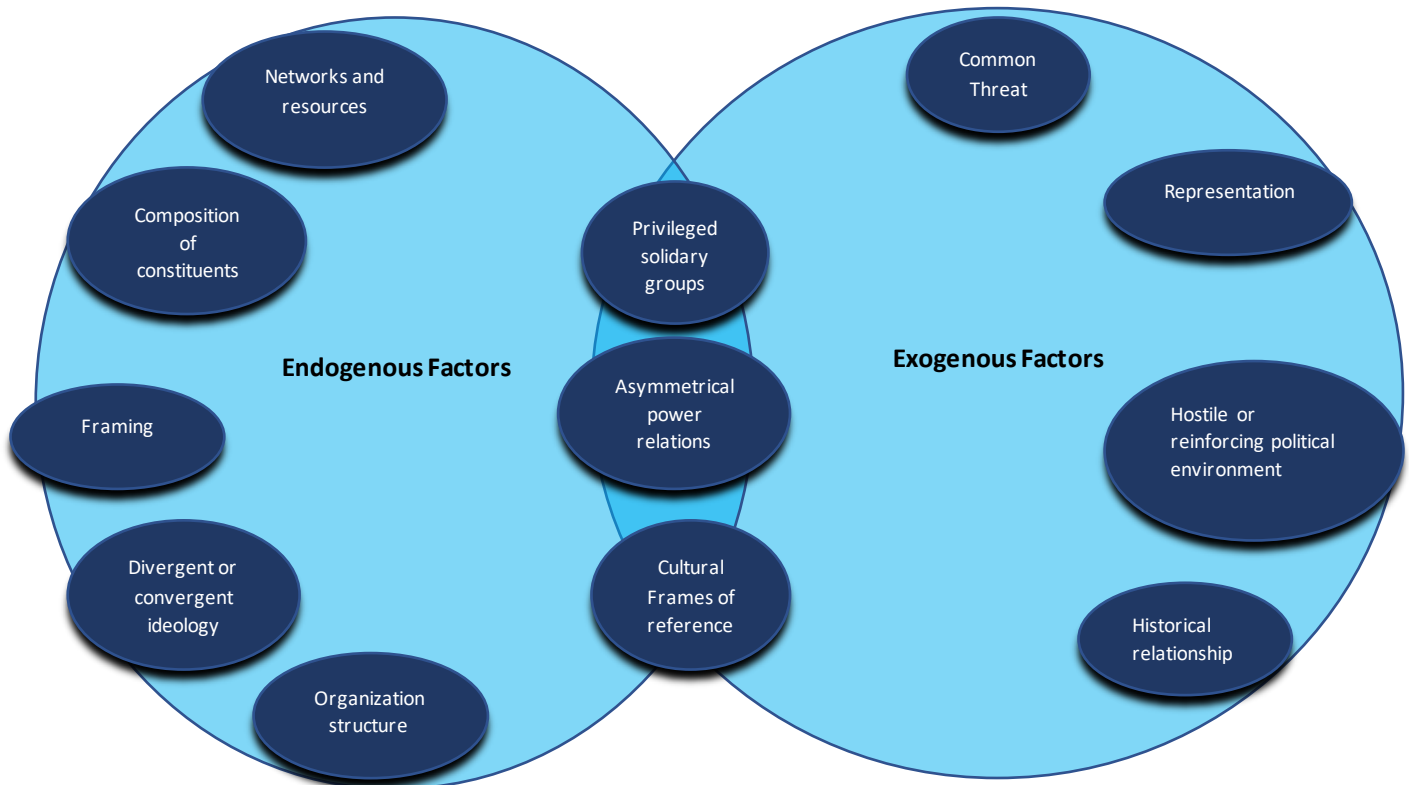 Networks and
resources
Composition
of
constituents
Framing
Divergent or
convergent
ideology
Organization
structure
Endogenous Factors
Privileged
solidary
groups
Asymmetrical
power
relations
Cultural
Frames of
reference
Exogenous Factors
Common
Threat
Representation
Hostile or
reinforcing political
environment
Historical
relationship